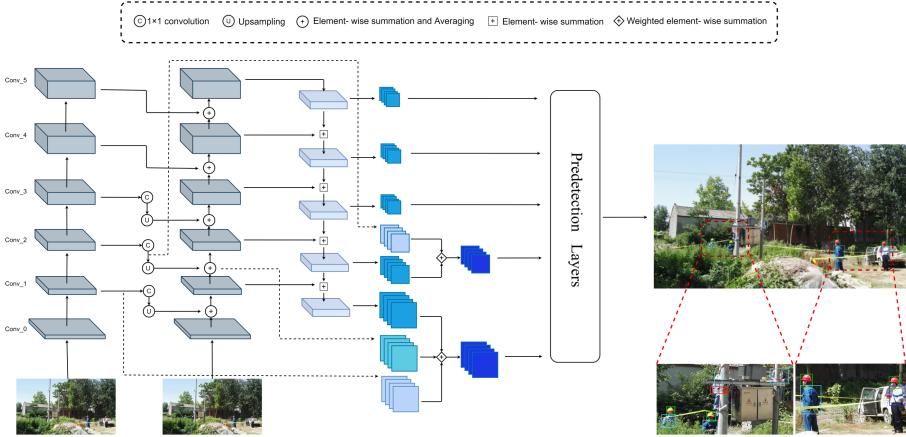 C 1×1 convolution U Upsampling + Element- wise summation and Averaging + Element- wise summation + Weighted element-wise summation
Conv_5
Conv_4
Conv_3
Conv_2
Conv_1
Conv_0
+
+
C
U
+
C
U
+
C
U
+
+
+
+
+
+
+
Predetection Layers